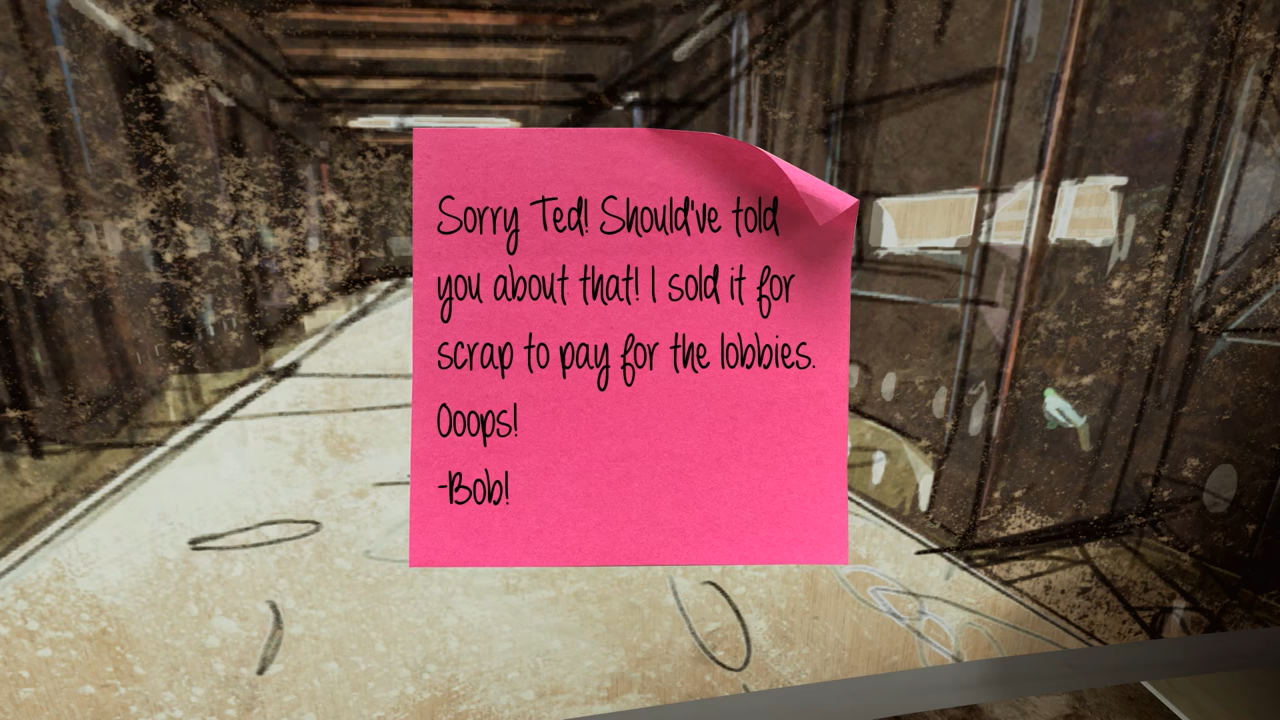 Sorry Ted! Should've told
you about that! I sold it for
scrap to pay for the lobbies.
Ooops!
-Bob!